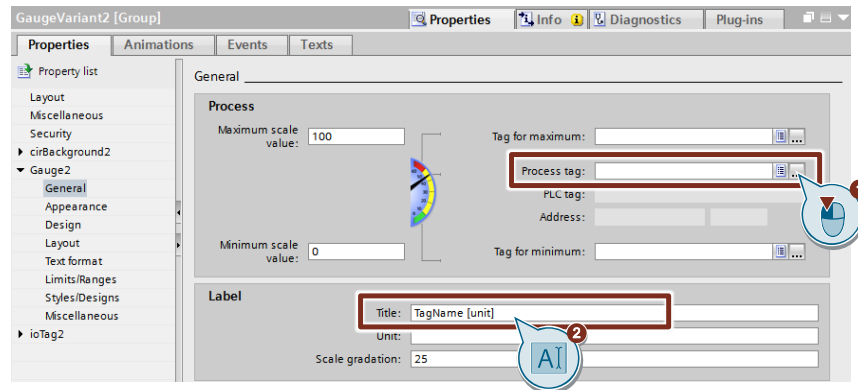 GaugeVariant2 [Group]
Properties Info Diagnostics Plug-ins
Properties Animations Events Texts
Property list
Layout
Miscellaneous
Security
cirBackground2
Gauge2
General
Appearance
Design
Layout
Text format
Limits/Ranges
Styles/Designs
Miscellaneous
ioTag2
General
Process
Maximum scale value: 100
Tag for maximum:
Process tag:
PLC tag:
Address:
Minimum scale value: 0
Tag for minimum:
1
Label
Title: TagName [unit]
Unit:
2
Scale gradation: 25
A